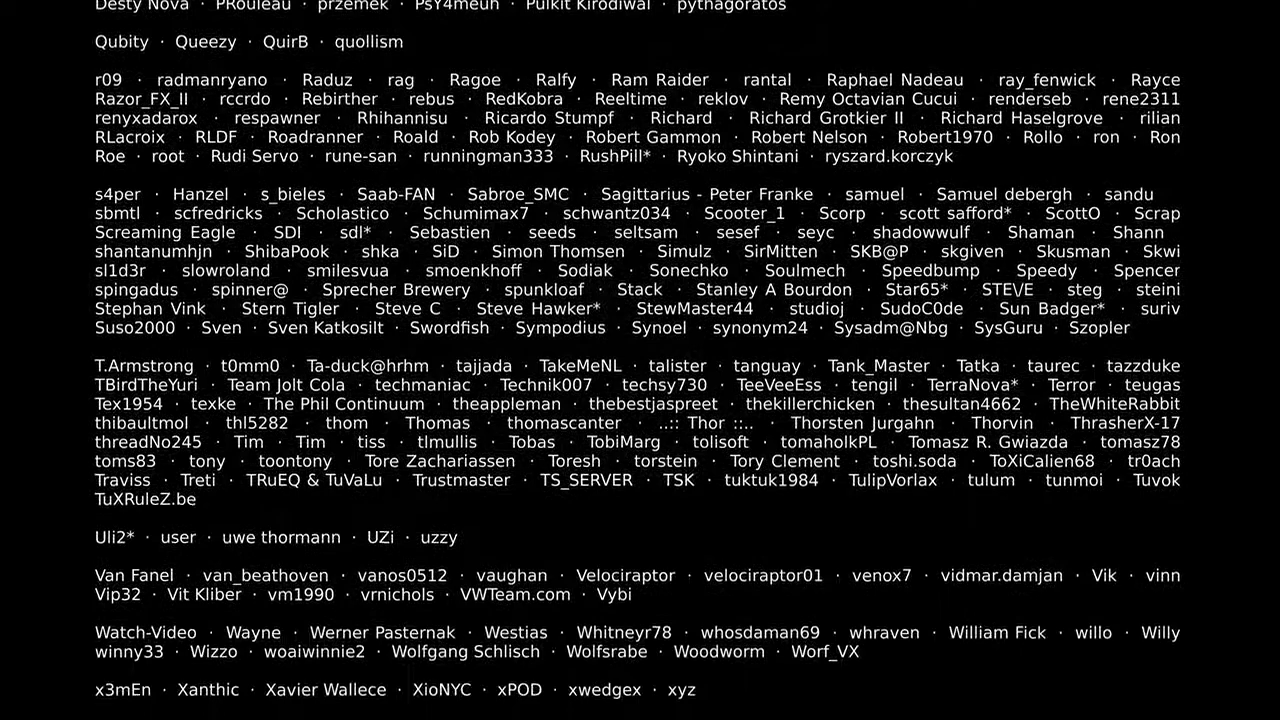 Desty Nova · PRouleau · przemek · PsY4meuh · Pulkit Kirodiwal · pythagoratos
Qubity · Queezy · QuirB · quollism
r09 · radmanryano · Raduz · rag · Ragoe · Ralfy · Ram Raider · rantal · Raphael Nadeau · ray_fenwick · Rayce
Razor_FX_II · rccrdo · Rebirther · rebus · RedKobra · Reeltime · reklov · Remy Octavian Cucui · renderseb · rene2311
renyxadarox · respawner · Rhihannisu · Ricardo Stumpf · Richard · Richard Grotkier II · Richard Haselgrove · rilian
RLacroix · RLDF · Roadranner · Roald · Rob Kodey · Robert Gammon · Robert Nelson · Robert1970 · Rollo · ron · Ron
Roe · root · Rudi Servo · rune-san · runningman333 · RushPill* · Ryoko Shintani · ryszard.korczyk
s4per · Hanzel · s_bieles · Saab-FAN · Sabroe_SMC · Sagittarius - Peter Franke · samuel · Samuel debergh · sandu
sbmtl · scfredricks · Scholastico · Schumimax7 · schwantz034 · Scooter_1 · Scorp · scott safford* · ScottO · Scrap
Screaming Eagle · SDI · sdl* · Sebastien · seeds · seltsam · sesef · seyc · shadowwulf · Shaman · Shann
shantanumhjn · ShibaPook · shka · SiD · Simon Thomsen · Simulz · SirMitten · SKB@P · skgiven · Skusman · Skwi
sl1d3r · slowroland · smilesvua · smoenkhoff · Sodiak · Sonechko · Soulmech · Speedbump · Speedy · Spencer
spingadus · spinner@ · Sprecher Brewery · spunkloaf · Stack · Stanley A Bourdon · Star65* · STE\/E · steg · steini
Stephan Vink · Stern Tigler · Steve C · Steve Hawker* · StewMaster44 · studioj · SudoC0de · Sun Badger* · suriv
Suso2000 · Sven · Sven Katkosilt · Swordfish · Sympodius · Synoel · synonym24 · Sysadm@Nbg · SysGuru · Szopler
T.Armstrong · t0mm0 · Ta-duck@hrhm · tajjada · TakeMeNL · talister · tanguay · Tank_Master · Tatka · taurec · tazzduke
TBirdTheYuri · Team Jolt Cola · techmaniac · Technik007 · techsy730 · TeeVeeEss · tengil · TerraNova* · Terror · teugas
Tex1954 · texke · The Phil Continuum · theappleman · thebestjaspreet · thekillerchicken · thesultan4662 · TheWhiteRabbit
thibaultmol · thl5282 · thom · Thomas · thomascanter · ..:: Thor ::.. · Thorsten Jurgahn · Thorvin · ThrasherX-17
threadNo245 · Tim · Tim · tiss · tlmullis · Tobas · TobiMarg · tolisoft · tomaholkPL · Tomasz R. Gwiazda · tomasz78
toms83 · tony · toontony · Tore Zachariassen · Toresh · torstein · Tory Clement · toshi.soda · ToXiCalien68 · tr0ach
Traviss · Treti · TRuEQ & TuVaLu · Trustmaster · TS_SERVER · TSK · tuktuk1984 · TulipVorlax · tulum · tunmoi · Tuvok
TuXRuleZ.be
Uli2* · user · uwe thormann · UZi · uzzy
Van Fanel · van_beathoven · vanos0512 · vaughan · Velociraptor · velociraptor01 · venox7 · vidmar.damjan · Vik · vinn
Vip32 · Vit Kliber · vm1990 · vrnichols · VWTeam.com · Vybi
Watch-Video · Wayne · Werner Pasternak · Westias · Whitneyr78 · whosdaman69 · whraven · William Fick · willo · Willy
winny33 · Wizzo · woaiwinnie2 · Wolfgang Schlisch · Wolfsrabe · Woodworm · Worf_VX
x3mEn · Xanthic · Xavier Wallece · XioNYC · xPOD · xwedgex · xyz